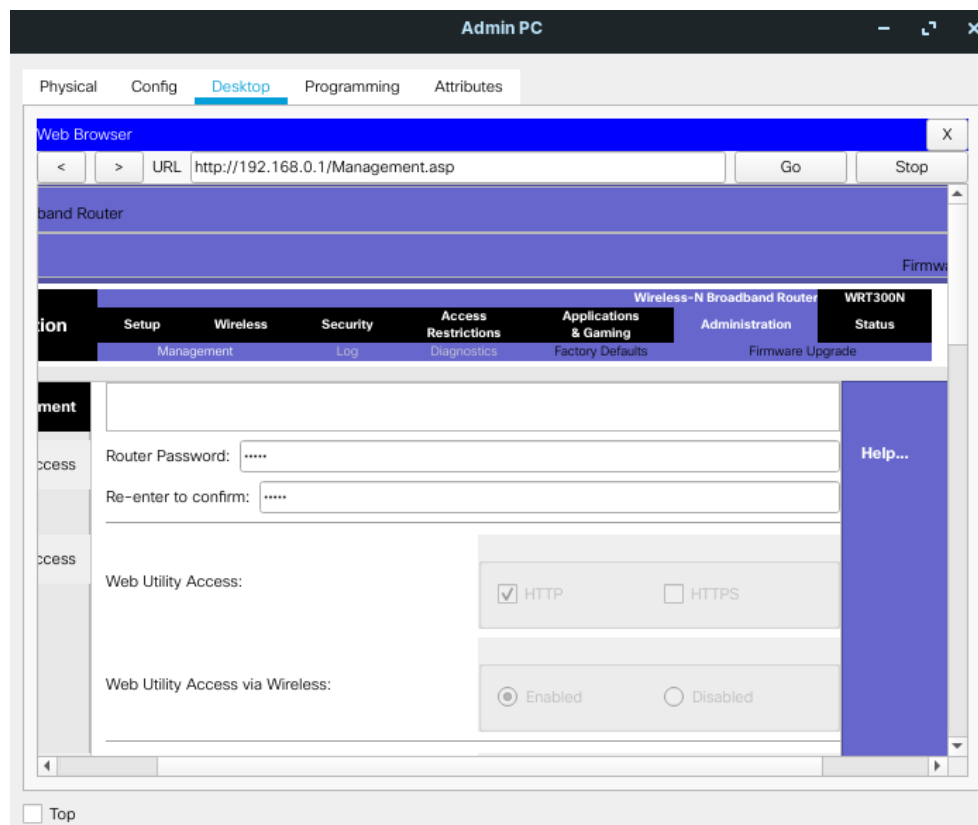 Admin PC
Physical Config Desktop Programming Attributes
Web Browser X
< > URL http://192.168.0.1/Management.asp Go Stop
band Router
Firmwa
Wireless-N Broadband Router WRT300N
tion Setup Wireless Security Access Restrictions Applications & Gaming Administration Status
Management Log Diagnostics Factory Defaults Firmware Upgrade
ment
Router Password: •••••
ccess
Help...
Re-enter to confirm: •••••
ccess
Web Utility Access:
HTTP HTTPS
Web Utility Access via Wireless:
Enabled Disabled
Top